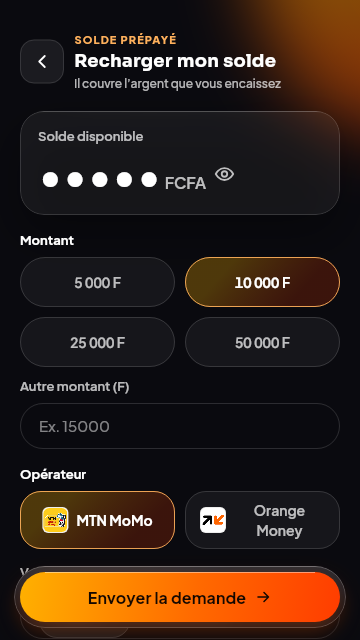 SOLDE PRÉPAYÉ
Recharger mon solde
Il couvre l'argent que vous encaissez
Solde disponible
●●●●● FCFA
Montant
5 000 F
10 000 F
25 000 F
50 000 F
Autre montant (F)
Ex. 15000
Opérateur
MTN MoMo
Orange
Money
Envoyer la demande →